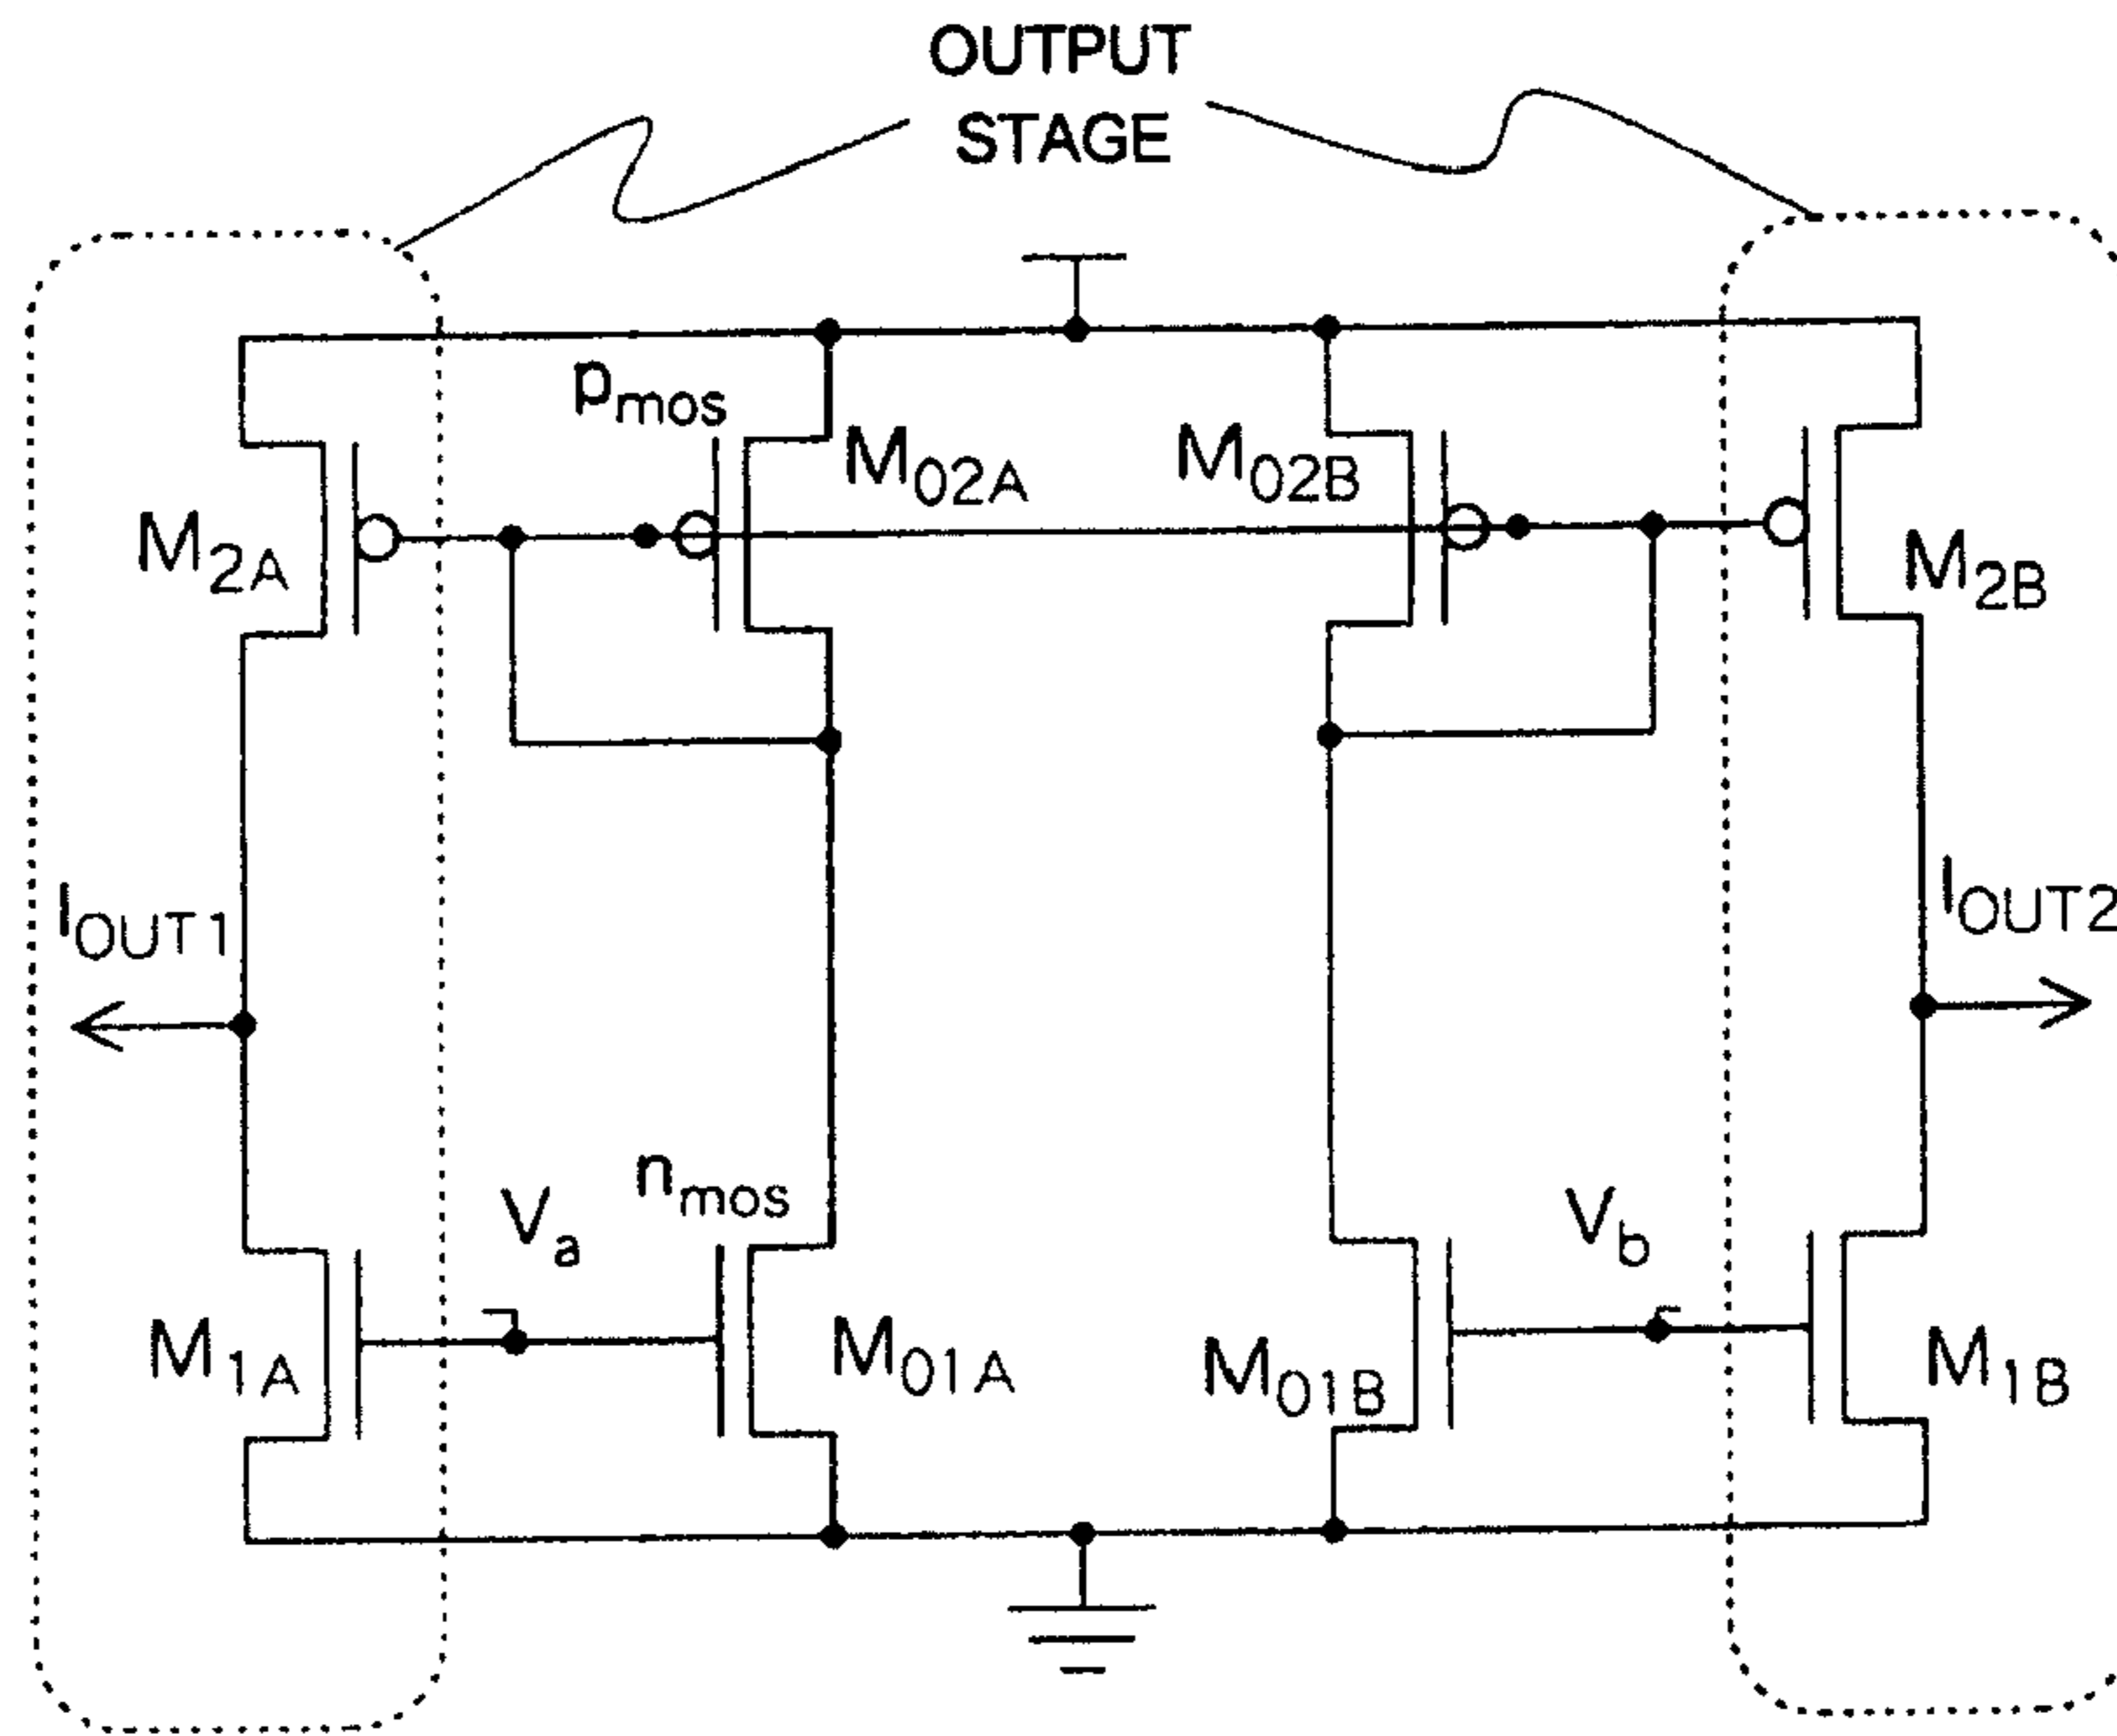 OUTPUT
STAGE
pmos
M02A
M02B
M2A
M2B
IOUT1
IOUT2
nmos
Va
Vb
M1A
M01A
M01B
M1B